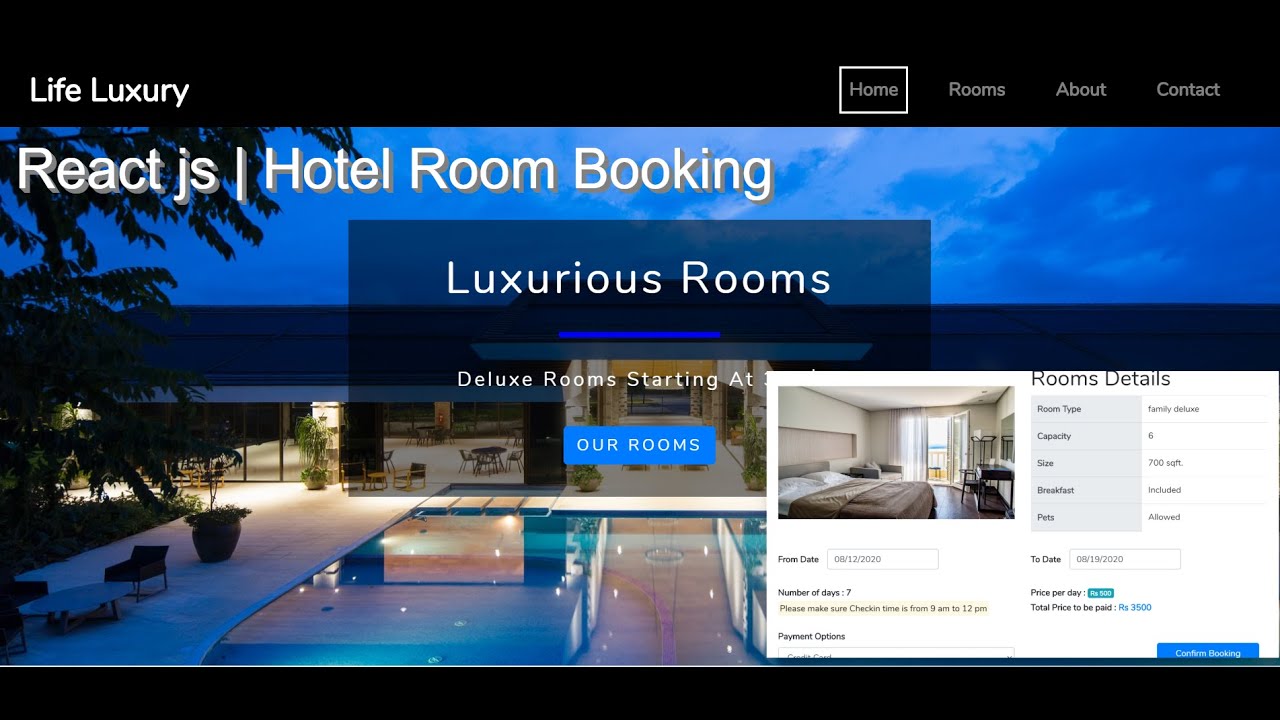 Life Luxury
Home Rooms About Contact
React js | Hotel Room Booking
Luxurious Rooms
Deluxe Rooms Starting At
OUR ROOMS
Rooms Details
Room Type family deluxe
Capacity 6
Size 700 sqft.
Breakfast Included
Pets Allowed
From Date 08/12/2020
To Date 08/19/2020
Number of days : 7
Please make sure Checkin time is from 9 am to 12 pm
Price per day : Rs 500
Total Price to be paid : Rs 3500
Payment Options
Credit Card
Confirm Booking